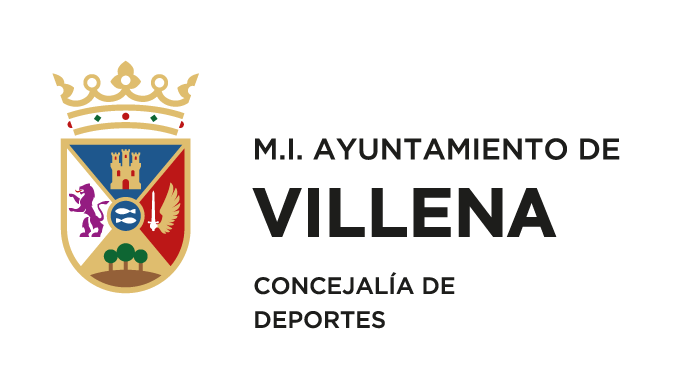 M.I. AYUNTAMIENTO DE
VILLENA
CONCEJALÍA DE
DEPORTES